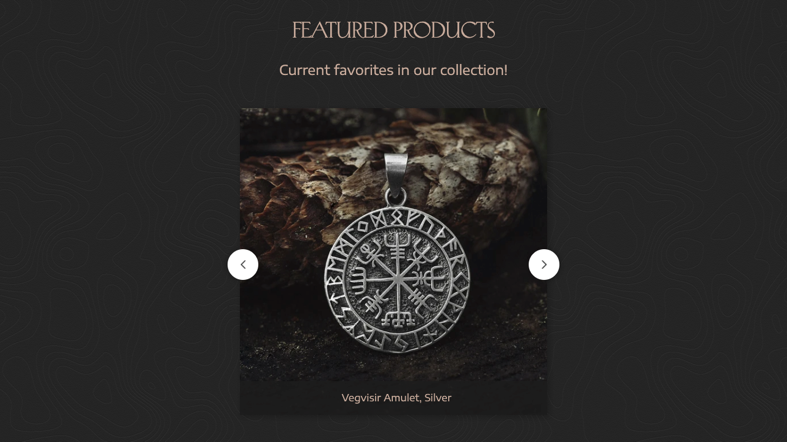 FEATURED PRODUCTS
Current favorites in our collection!
Vegvisir Amulet, Silver